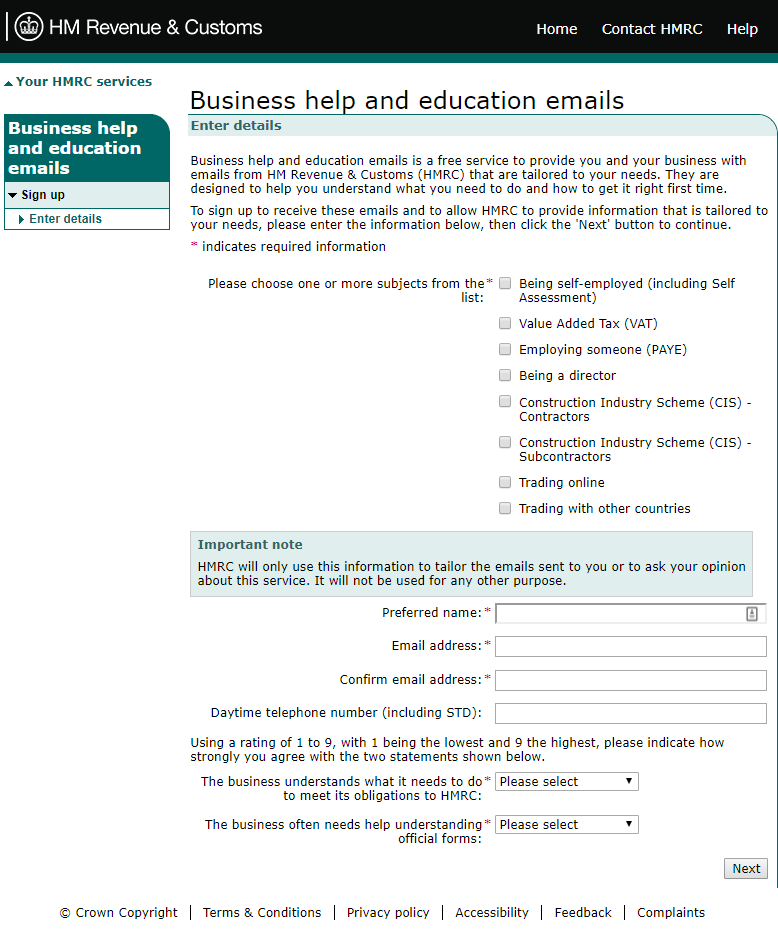 HM Revenue & Customs
Home
Contact HMRC
Help
Your HMRC services
Business help
and education
emails
Sign up
Enter details
Business help and education emails
Enter details
Business help and education emails is a free service to provide you and your business with
emails from HM Revenue & Customs (HMRC) that are tailored to your needs. They are
designed to help you understand what you need to do and how to get it right first time.
To sign up to receive these emails and to allow HMRC to provide information that is tailored to
your needs, please enter the information below, then click the 'Next' button to continue.
* indicates required information
Please choose one or more subjects from the *
list:
Being self-employed (including Self
Assessment)
Value Added Tax (VAT)
Employing someone (PAYE)
Being a director
Construction Industry Scheme (CIS) -
Contractors
Construction Industry Scheme (CIS) -
Subcontractors
Trading online
Trading with other countries
Important note
HMRC will only use this information to tailor the emails sent to you or to ask your opinion
about this service. It will not be used for any other purpose.
Preferred name: *
Email address: *
Confirm email address: *
Daytime telephone number (including STD):
Using a rating of 1 to 9, with 1 being the lowest and 9 the highest, please indicate how
strongly you agree with the two statements shown below.
The business understands what it needs to do * Please select
to meet its obligations to HMRC:
The business often needs help understanding * Please select
official forms:
Next
© Crown Copyright | Terms & Conditions | Privacy policy | Accessibility | Feedback | Complaints